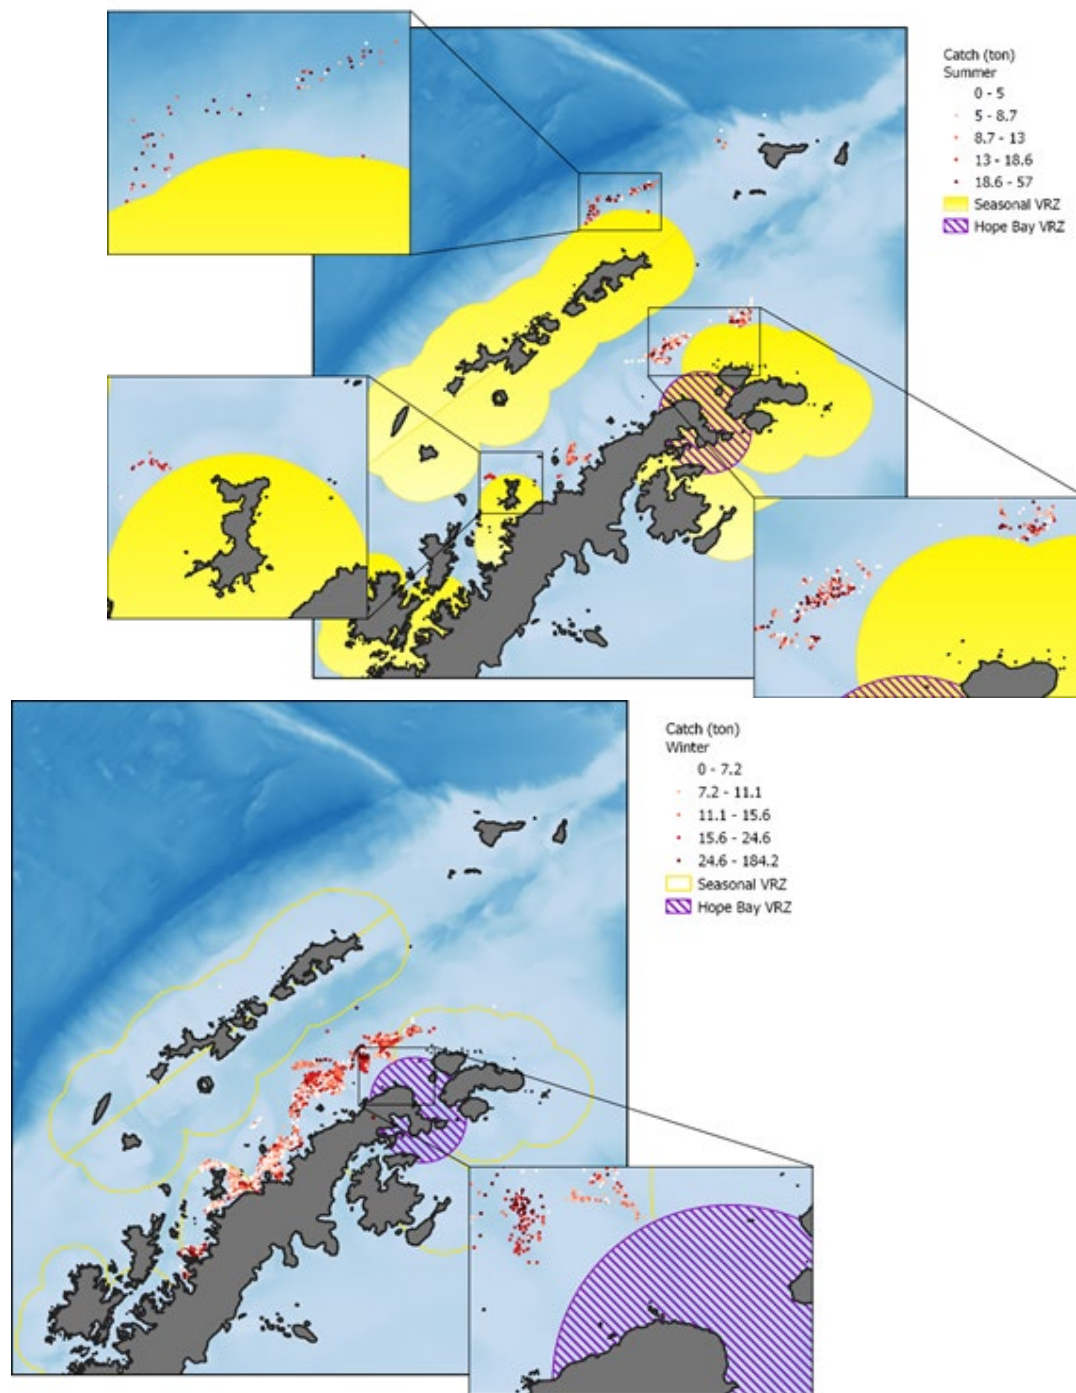 Catch (ton)
Summer
0 - 5
5 - 8.7
8.7 - 13
13 - 18.6
18.6 - 57
Seasonal VRZ
Hope Bay VRZ
Catch (ton)
Winter
0 - 7.2
7.2 - 11.1
11.1 - 15.6
15.6 - 24.6
24.6 - 184.2
Seasonal VRZ
Hope Bay VRZ